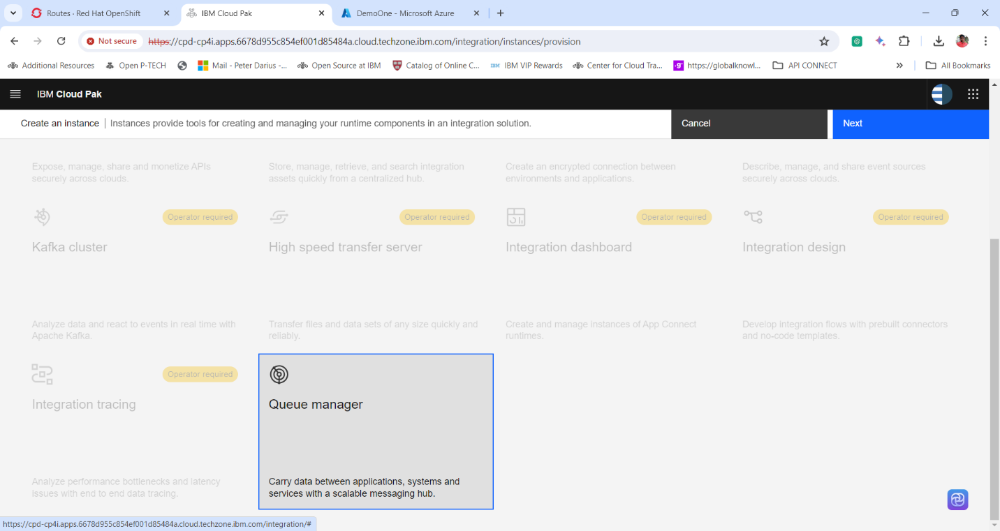 Routes · Red Hat OpenShift
IBM Cloud Pak
DemoOne - Microsoft Azure
Not secure
https://cpd-cp4i.apps.6678d955c854ef001d85484a.cloud.techzone.ibm.com/integration/instances/provision
Additional Resources
Open P-TECH
Mail - Peter Darius -...
Open Source at IBM
Catalog of Online C...
IBM IBM VIP Rewards
Center for Cloud Tra...
·g· https://globalknowl...
API CONNECT
All Bookmarks
IBM Cloud Pak
Create an instance | Instances provide tools for creating and managing your runtime components in an integration solution.
Cancel
Next
Expose, manage, share and monetize APIs
securely across clouds.
Store, manage, retrieve, and search integration
assets quickly from a centralized hub.
Create an encrypted connection between
environments and applications.
Describe, manage, and share event sources
securely across clouds.
Operator required
Kafka cluster
Analyze data and react to events in real time with
Apache Kafka.
Operator required
High speed transfer server
Transfer files and data sets of any size quickly and
reliably.
Operator required
Integration dashboard
Create and manage instances of App Connect
runtimes.
Operator required
Integration design
Develop integration flows with prebuilt connectors
and no-code templates.
Operator required
Integration tracing
Analyze performance bottlenecks and latency
issues with end to end data tracing.
Queue manager
Carry data between applications, systems and
services with a scalable messaging hub.
https://cpd-cp4i.apps.6678d955c854ef001d85484a.cloud.techzone.ibm.com/integration/#